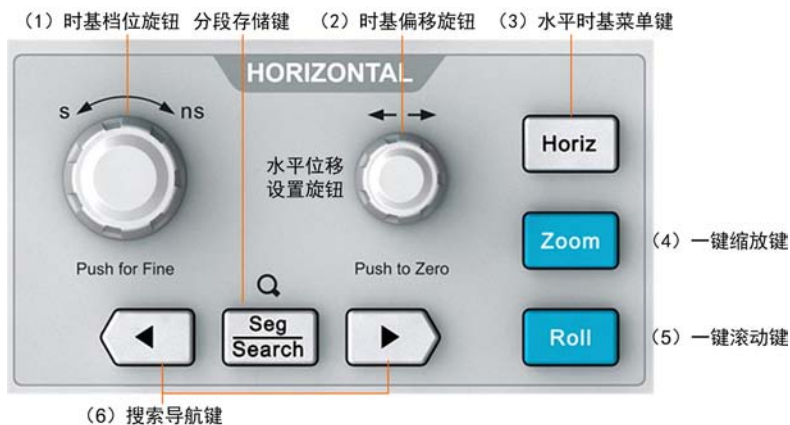 （1）时基档位旋钮 分段存储键 （2）时基偏移旋钮 （3）水平时基菜单键
HORIZONTAL
s ns
水平位移
设置旋钮
Horiz
Zoom
（4）一键缩放键
Push for Fine
Push to Zero
Seg
Search
Roll
（5）一键滚动键
（6）搜索导航键